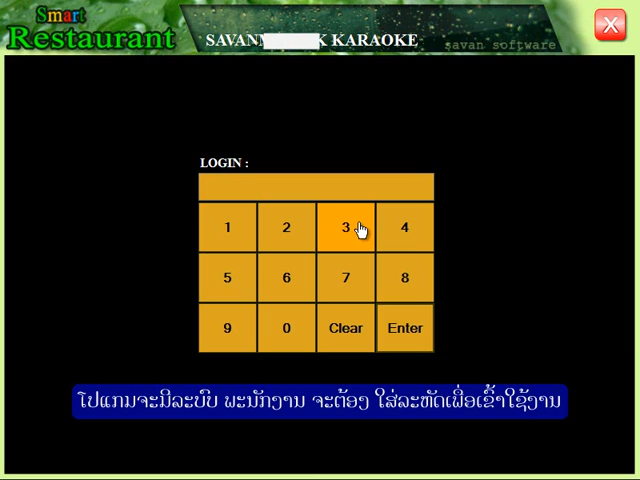 Smart
Restaurant
KARAOKE
savan software
LOGIN :
1 2 3 4
5 6 7 8
9 0 Clear Enter
ໂປແກມຈະມີລະບົບ ພະນັກງານ ຈະຕ້ອງ ໃສ່ລະຫັດເພື່ອເຂົ້າໃຊ້ງານ